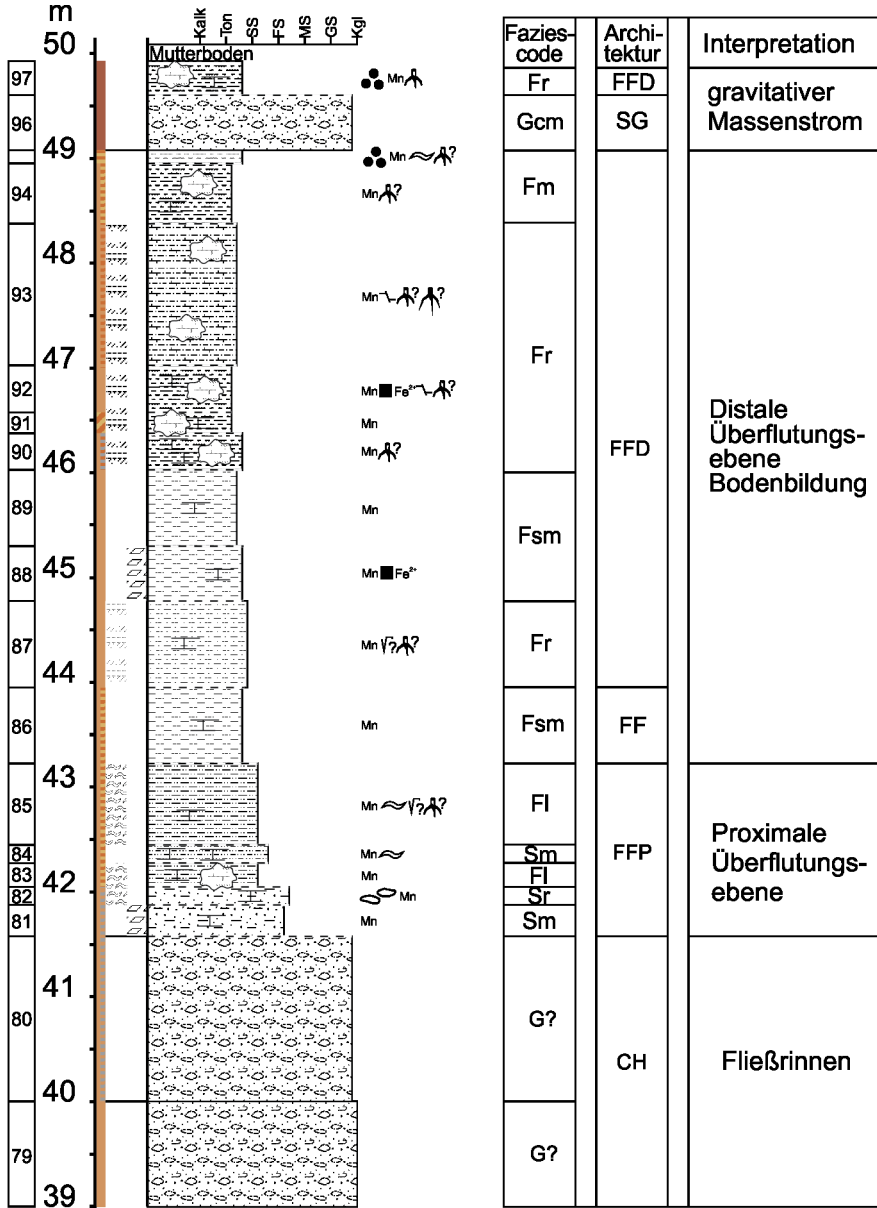 m
Kalk Ton SS FS MS GS Kgl
Fazies-
code
Archi-
tektur
Interpretation
50
Mutterboden
97 Mn Fr FFD
gravitativer
Massenstrom
96 Gcm SG
49
Mn ?
94 Mn ? Fm
48
93 Mn ? ? Fr
47
92 Mn Fe²⁺ ?
91 Mn
90 Mn ?
46
FFD
Distale
Überflutungs-
ebene
Bodenbildung
89 Mn Fsm
45
88 Mn Fe²⁺
87 Mn √? ? Fr
44
86 Mn Fsm FF
43
85 Mn √? ? Fl
84 Mn Sm FFP
83 Mn Fl
42
82 Mn Sr
81 Mn Sm
Proximale
Überflutungs-
ebene
41
80 G?
CH
Fließrinnen
40
79 G?
39